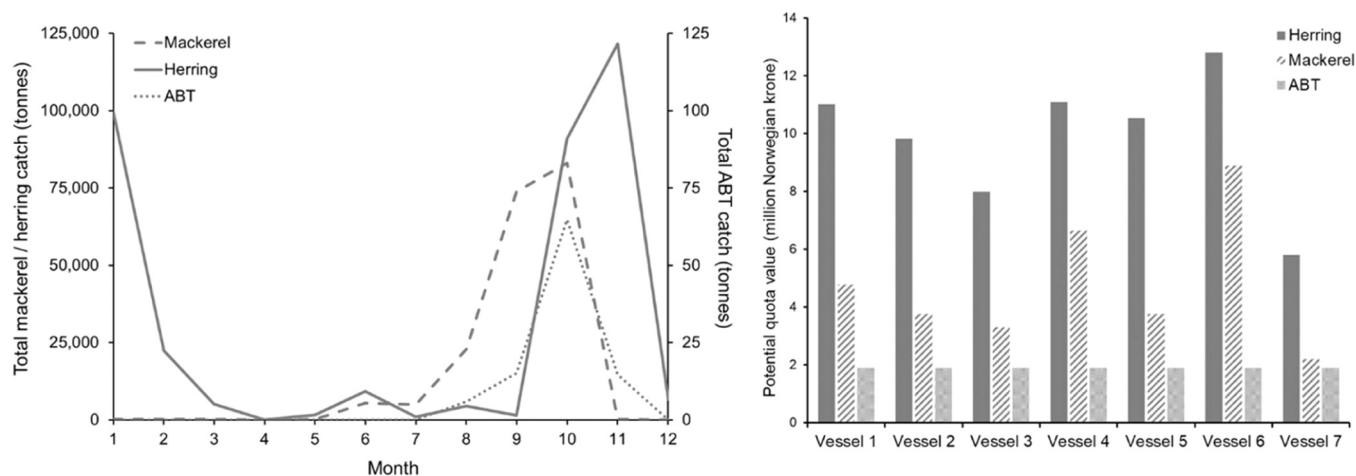 Total mackerel / herring catch (tonnes)
125,000
100,000
75,000
50,000
25,000
0
Mackerel
Herring
ABT
125
100
75
50
25
0
Total ABT catch (tonnes)
1 2 3 4 5 6 7 8 9 10 11 12
Month
Potential quota value (million Norwegian krone)
14
12
10
8
6
4
2
0
Herring
Mackerel
ABT
Vessel 1 Vessel 2 Vessel 3 Vessel 4 Vessel 5 Vessel 6 Vessel 7